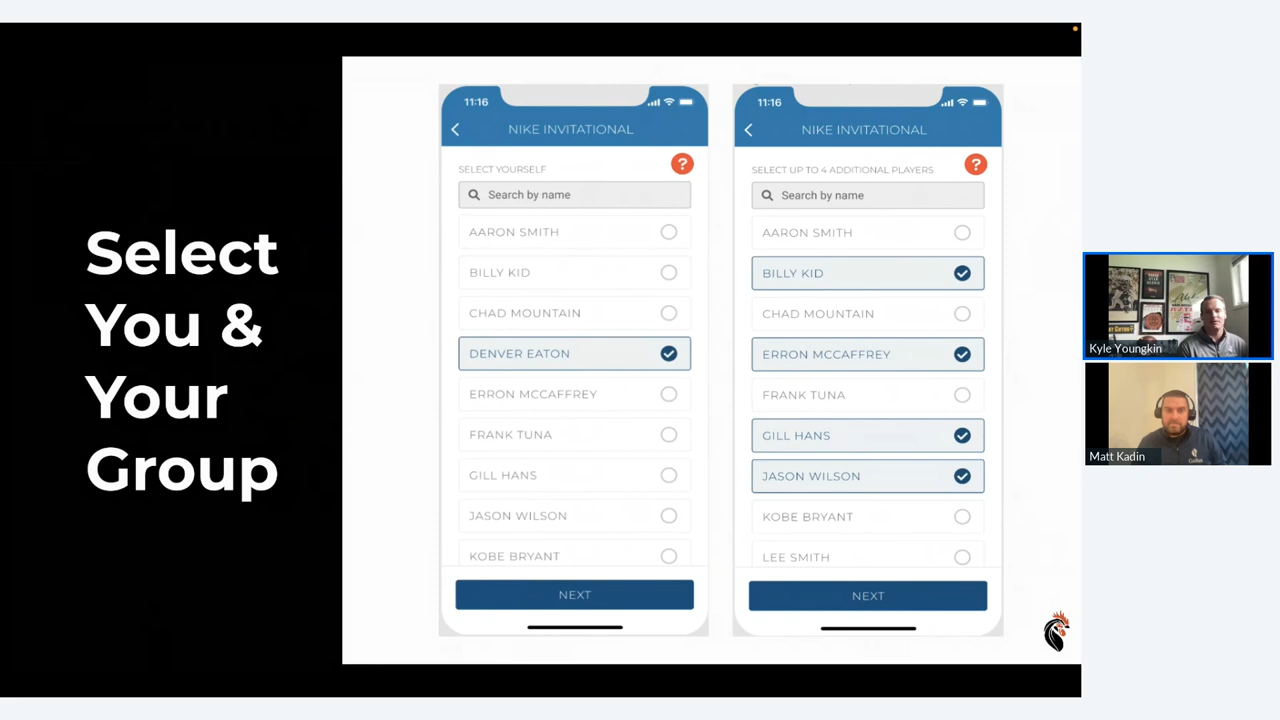 Select
You &
Your
Group
11:16
NIKE INVITATIONAL
SELECT YOURSELF
?
Search by name
AARON SMITH
BILLY KID
CHAD MOUNTAIN
DENVER EATON
ERRON MCCAFFREY
FRANK TUNA
GILL HANS
JASON WILSON
KOBE BRYANT
NEXT
11:16
NIKE INVITATIONAL
SELECT UP TO 4 ADDITIONAL PLAYERS
?
Search by name
AARON SMITH
BILLY KID
CHAD MOUNTAIN
ERRON MCCAFFREY
FRANK TUNA
GILL HANS
JASON WILSON
KOBE BRYANT
LEE SMITH
NEXT
Kyle Youngkin
Matt Kadin